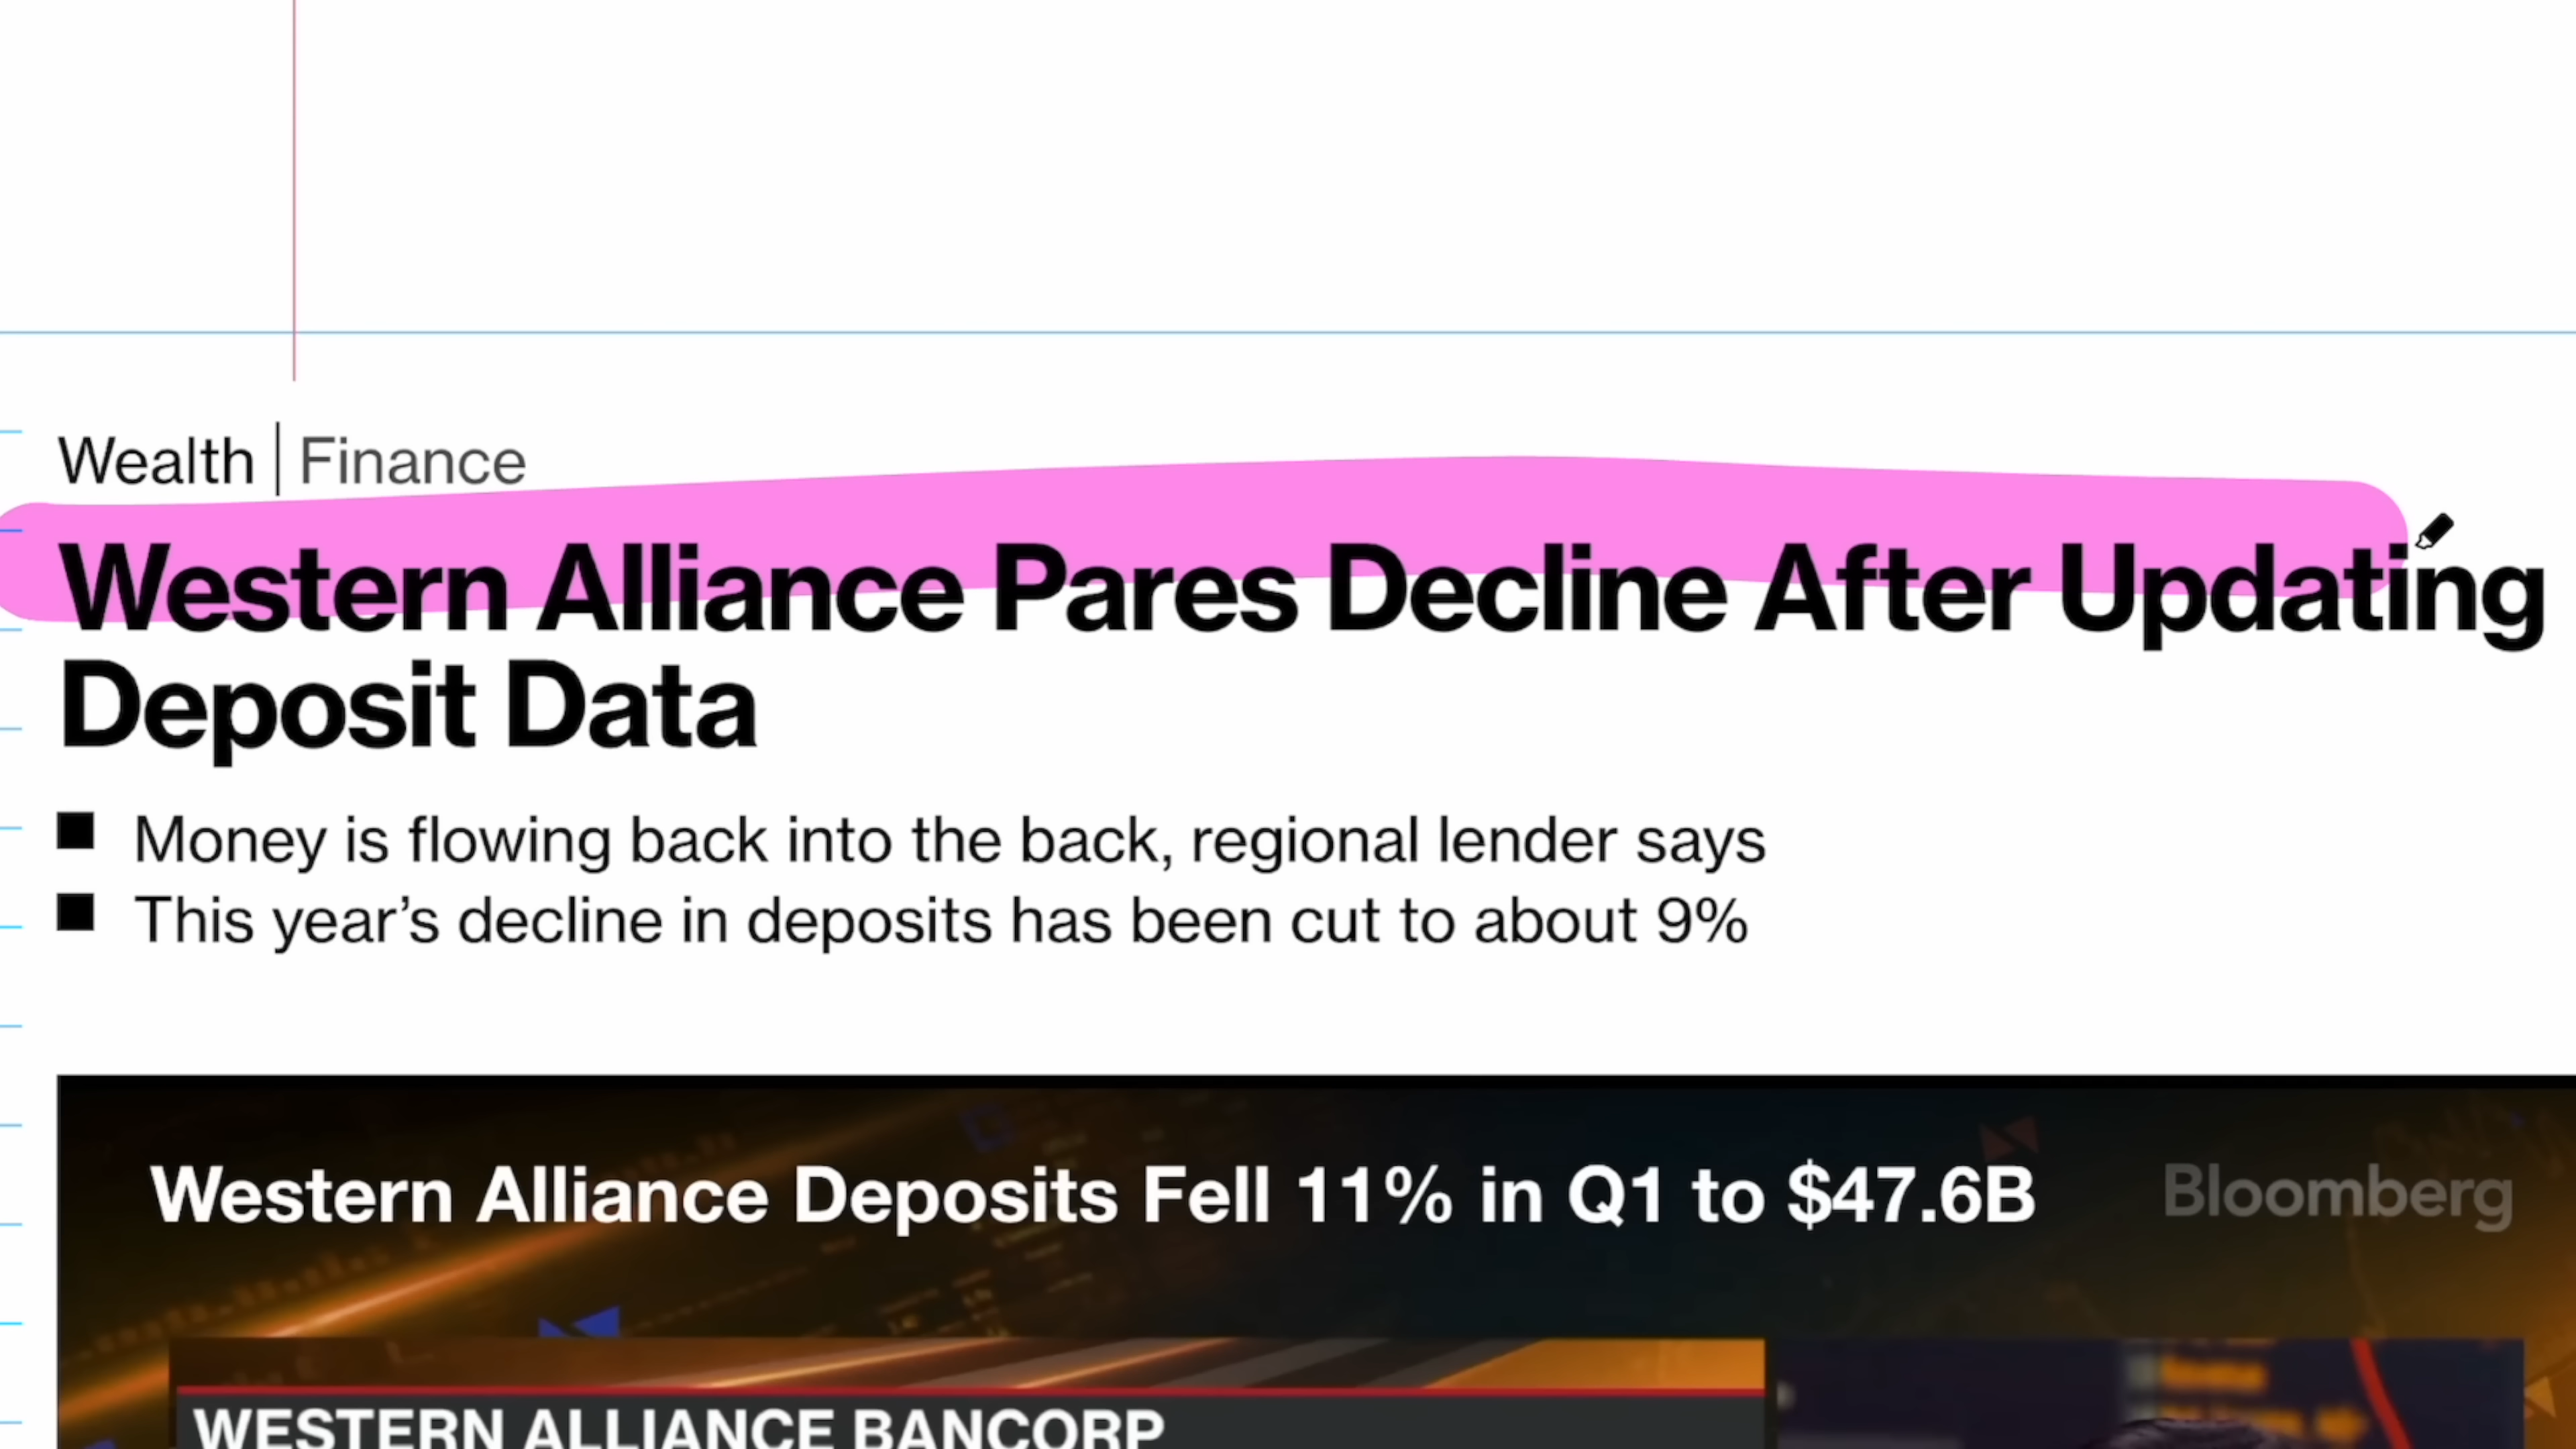 Wealth | Finance
Western Alliance Pares Decline After Updating
Deposit Data
Money is flowing back into the back, regional lender says
This year’s decline in deposits has been cut to about 9%
Western Alliance Deposits Fell 11% in Q1 to $47.6B
Bloomberg
WESTERN ALLIANCE BANCORP